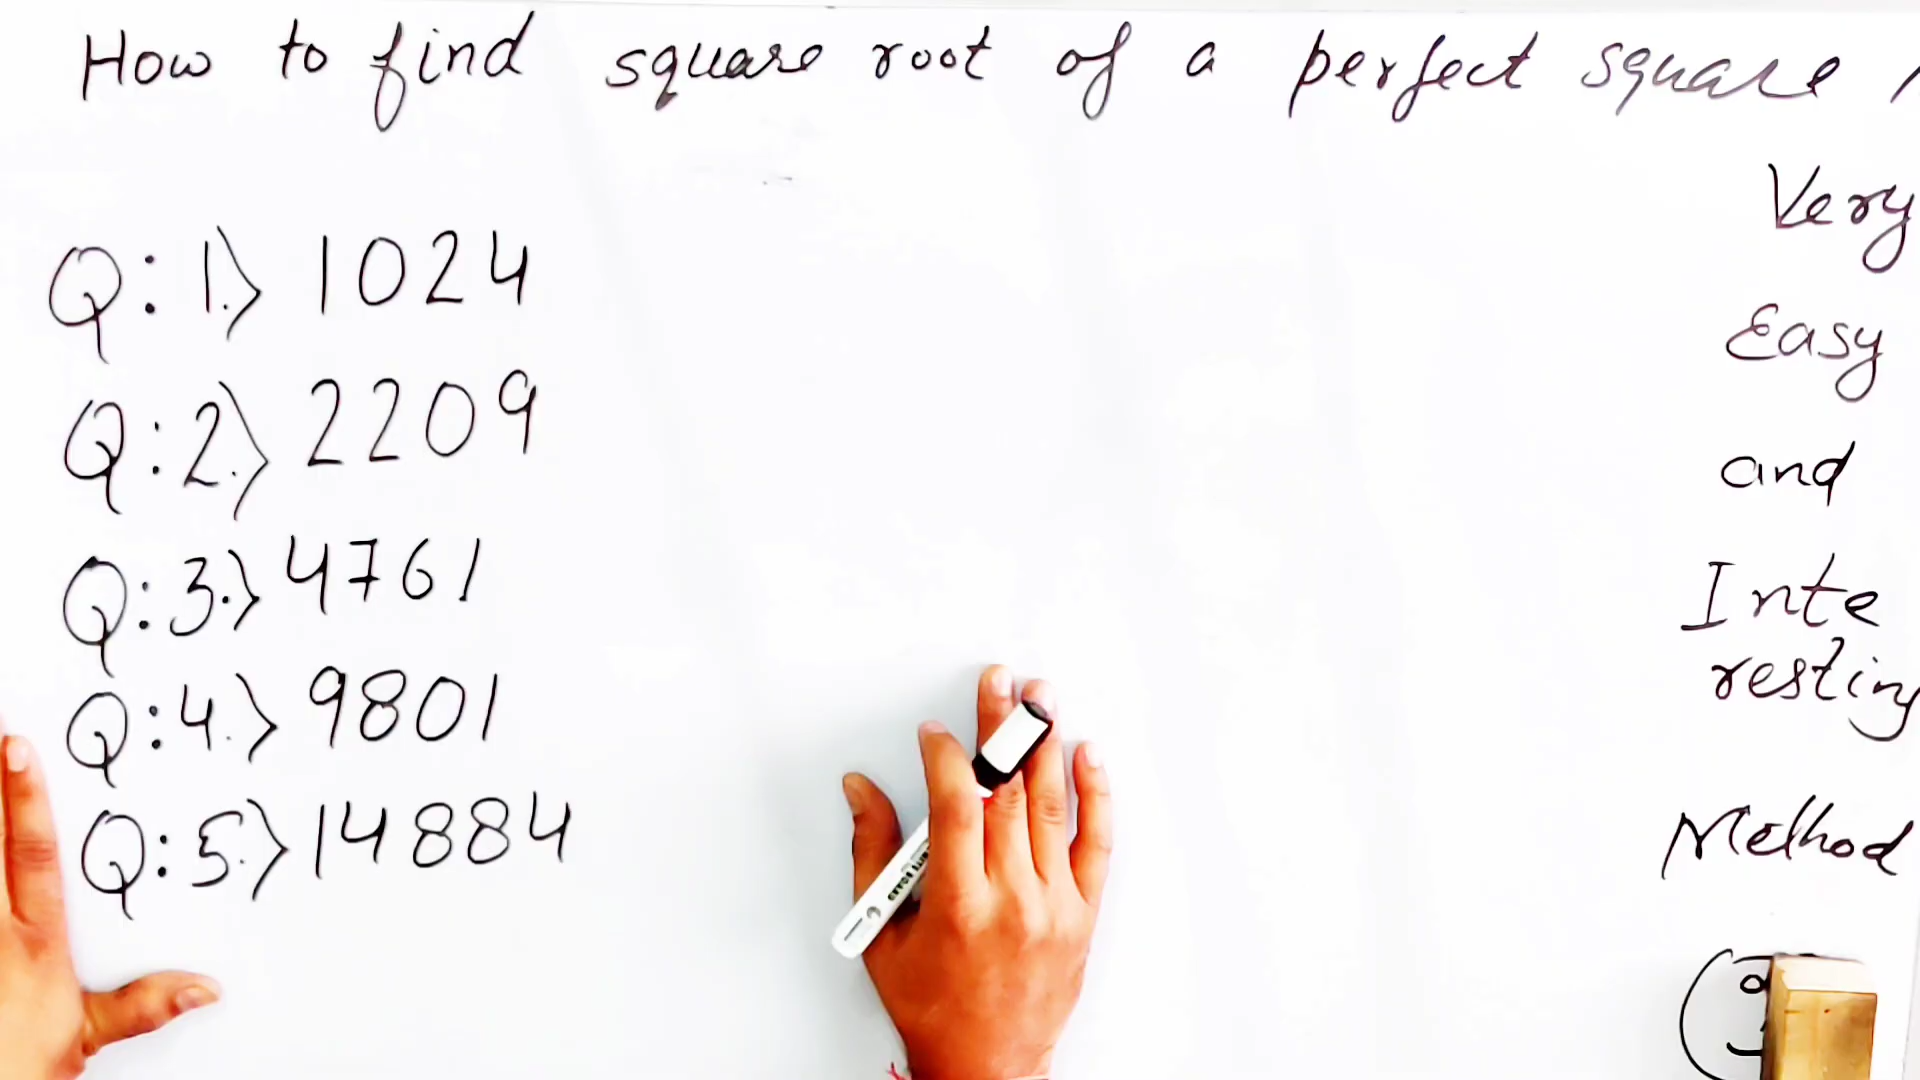 How to find square root of a perfect square
Very
Easy
and
Inte
resting
Method
Q: 1.> 1024
Q: 2.> 2209
Q: 3.> 4761
Q: 4.> 9801
Q: 5.> 14884